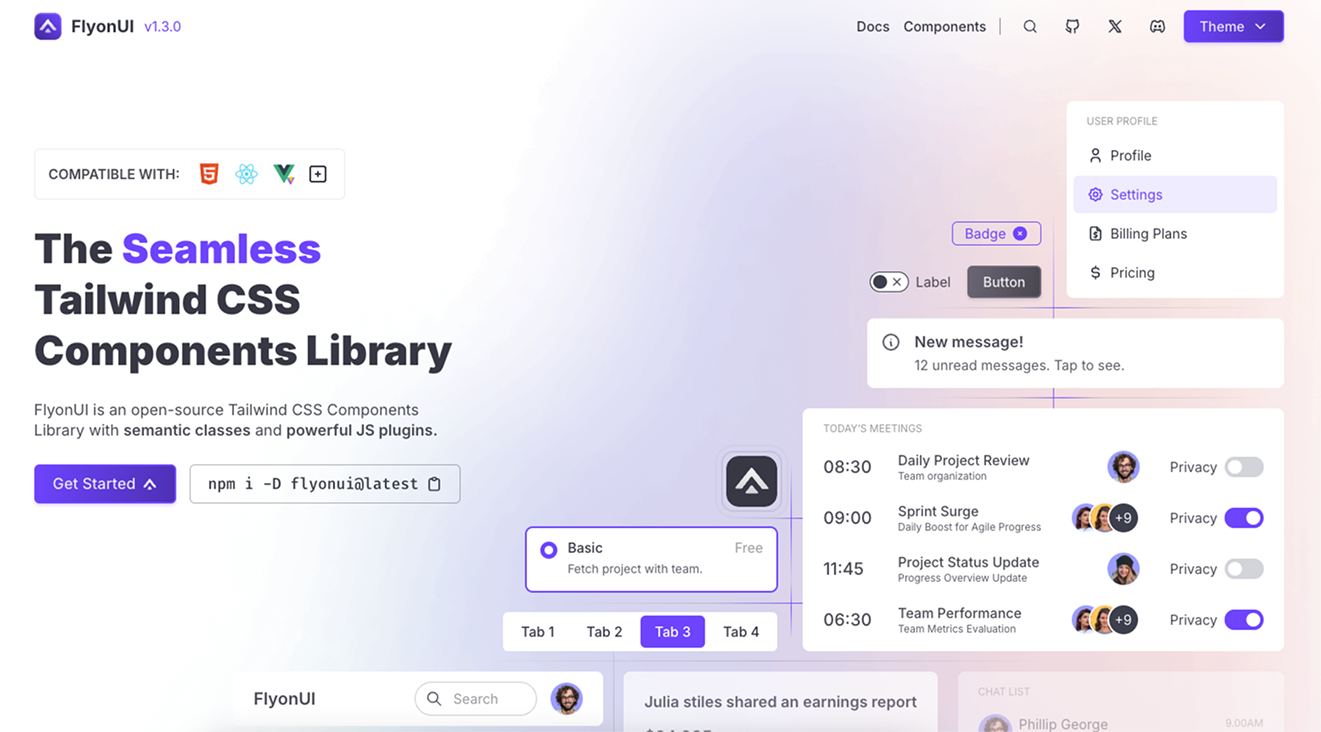 FlyonUI v1.3.0
Docs Components Theme
COMPATIBLE WITH:
The Seamless
Tailwind CSS
Components Library
FlyonUI is an open-source Tailwind CSS Components
Library with semantic classes and powerful JS plugins.
Get Started
npm i -D flyonui@latest
USER PROFILE
Profile
Settings
Billing Plans
Pricing
Badge
Label
Button
New message!
12 unread messages. Tap to see.
TODAY'S MEETINGS
08:30 Daily Project Review Privacy
Team organization
09:00 Sprint Surge +9 Privacy
Daily Boost for Agile Progress
11:45 Project Status Update Privacy
Progress Overview Update
06:30 Team Performance +9 Privacy
Team Metrics Evaluation
Basic Free
Fetch project with team.
Tab 1 Tab 2 Tab 3 Tab 4
FlyonUI Search
Julia stiles shared an earnings report
CHAT LIST
Phillip George 9.00AM